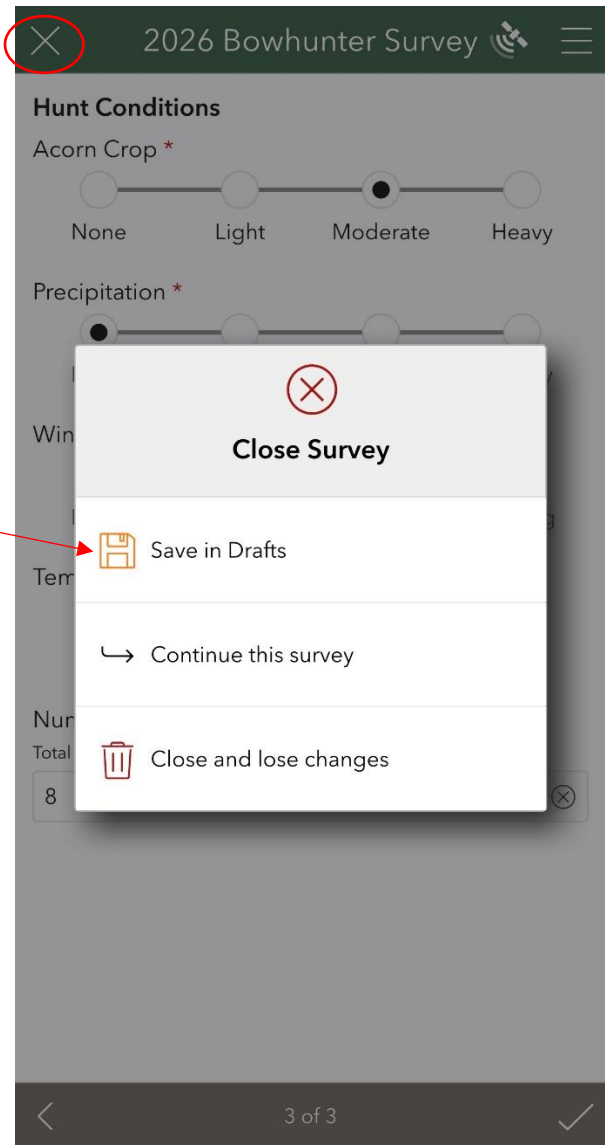 2026 Bowhunter Survey
Hunt Conditions
Acorn Crop *
None Light Moderate Heavy
Precipitation *
Close Survey
Save in Drafts
Continue this survey
Close and lose changes
Total
8
3 of 3